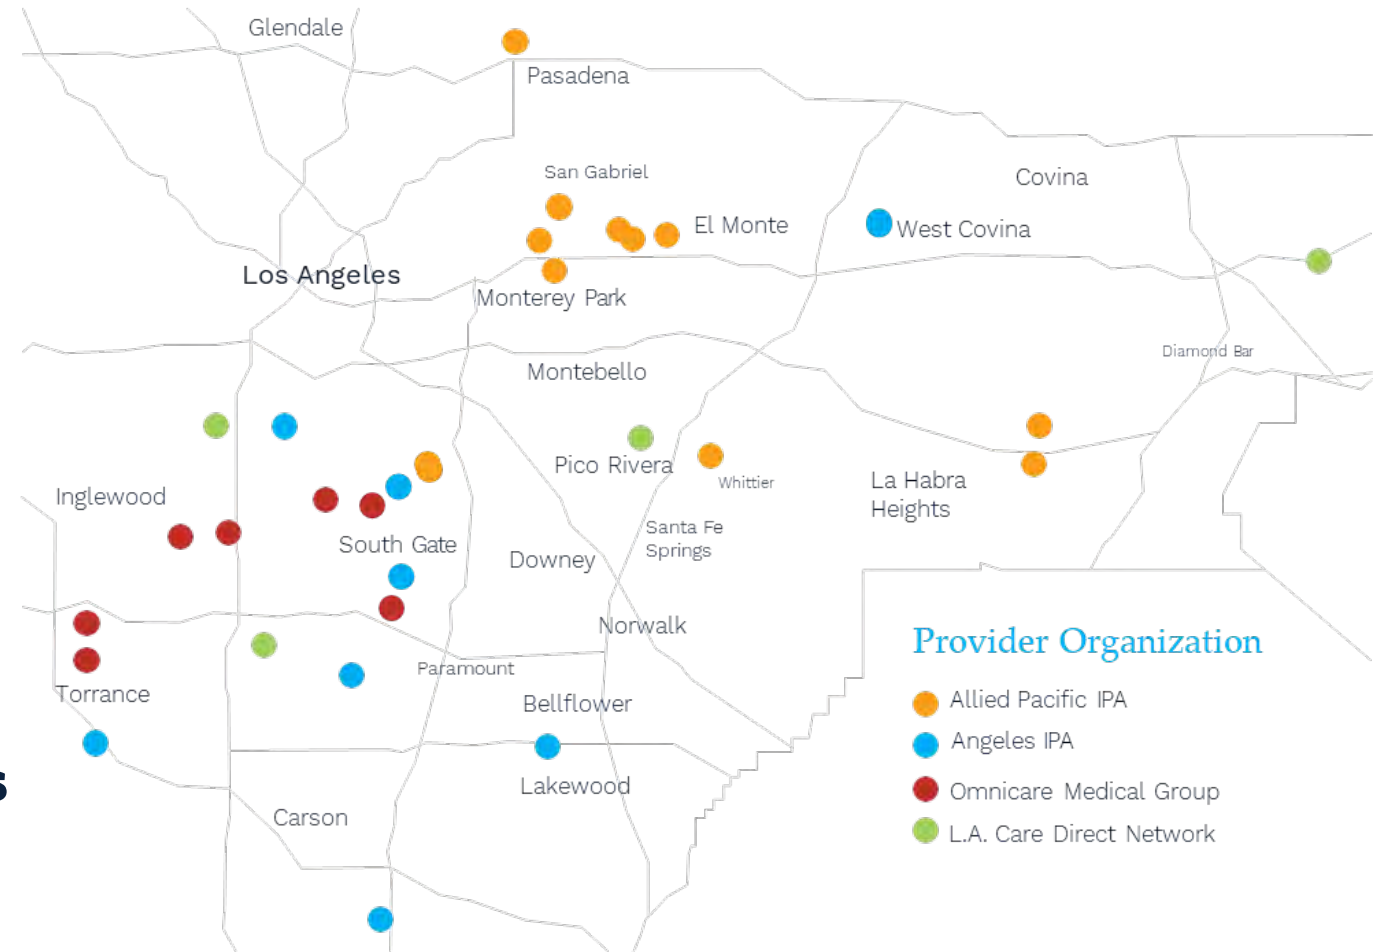 Glendale
Pasadena
San Gabriel
Covina
El Monte
West Covina
Los Angeles
Monterey Park
Diamond Bar
Montebello
Pico Rivera
Whittier
La Habra
Heights
Inglewood
Santa Fe
Springs
South Gate
Downey
Norwalk
Paramount
Torrance
Bellflower
Lakewood
Carson
Provider Organization
Allied Pacific IPA
Angeles IPA
Omnicare Medical Group
L.A. Care Direct Network
s